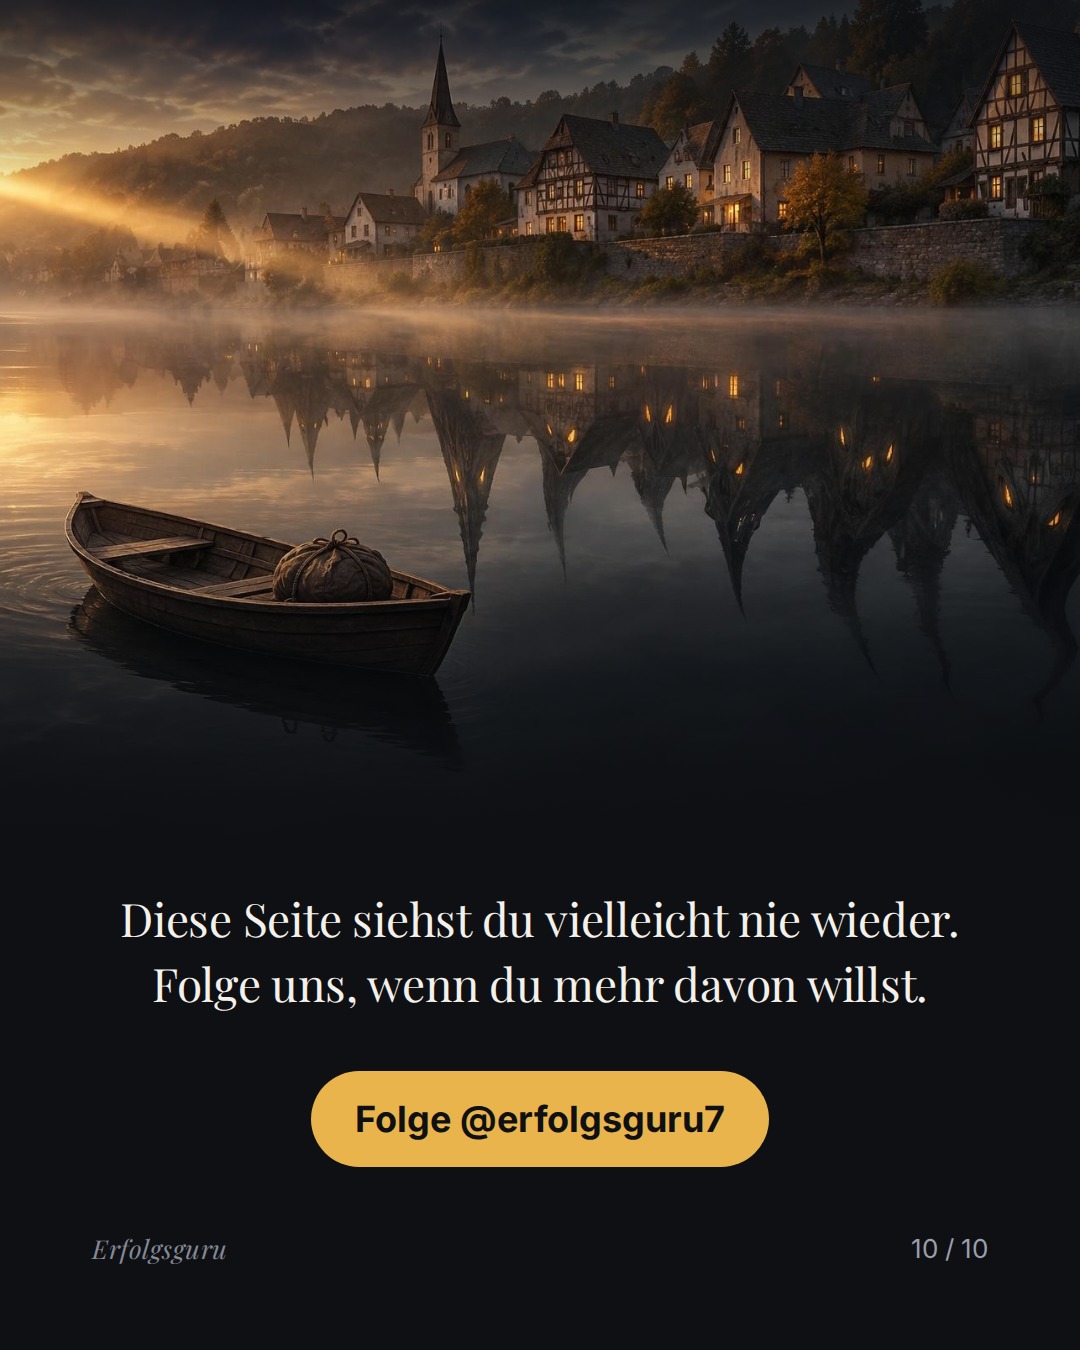 Diese Seite siehst du vielleicht nie wieder.
Folge uns, wenn du mehr davon willst.
Folge @erfolgsguru7
Erfolgsguru
10 / 10